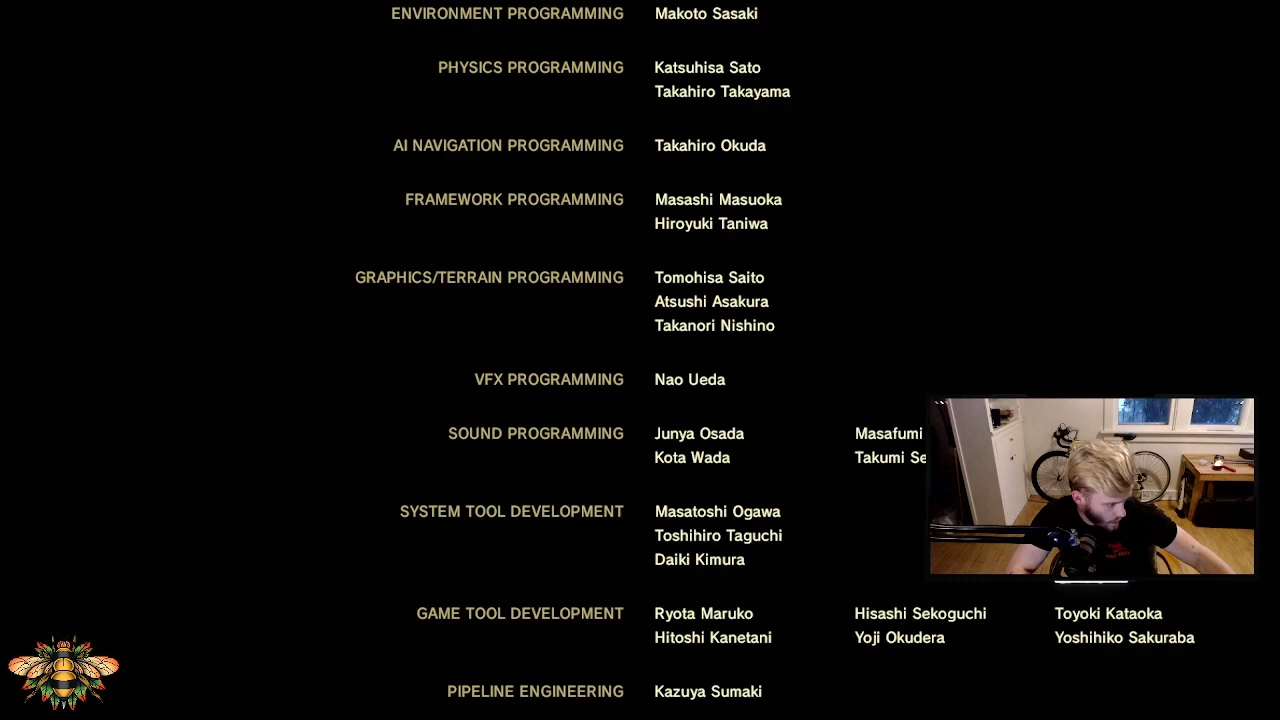 ENVIRONMENT PROGRAMMING Makoto Sasaki
PHYSICS PROGRAMMING Katsuhisa Sato
Takahiro Takayama
AI NAVIGATION PROGRAMMING Takahiro Okuda
FRAMEWORK PROGRAMMING Masashi Masuoka
Hiroyuki Taniwa
GRAPHICS/TERRAIN PROGRAMMING Tomohisa Saito
Atsushi Asakura
Takanori Nishino
VFX PROGRAMMING Nao Ueda
SOUND PROGRAMMING Junya Osada Masafumi
Kota Wada Takumi Se
SYSTEM TOOL DEVELOPMENT Masatoshi Ogawa
Toshihiro Taguchi
Daiki Kimura
GAME TOOL DEVELOPMENT Ryota Maruko Hisashi Sekoguchi Toyoki Kataoka
Hitoshi Kanetani Yoji Okudera Yoshihiko Sakuraba
PIPELINE ENGINEERING Kazuya Sumaki